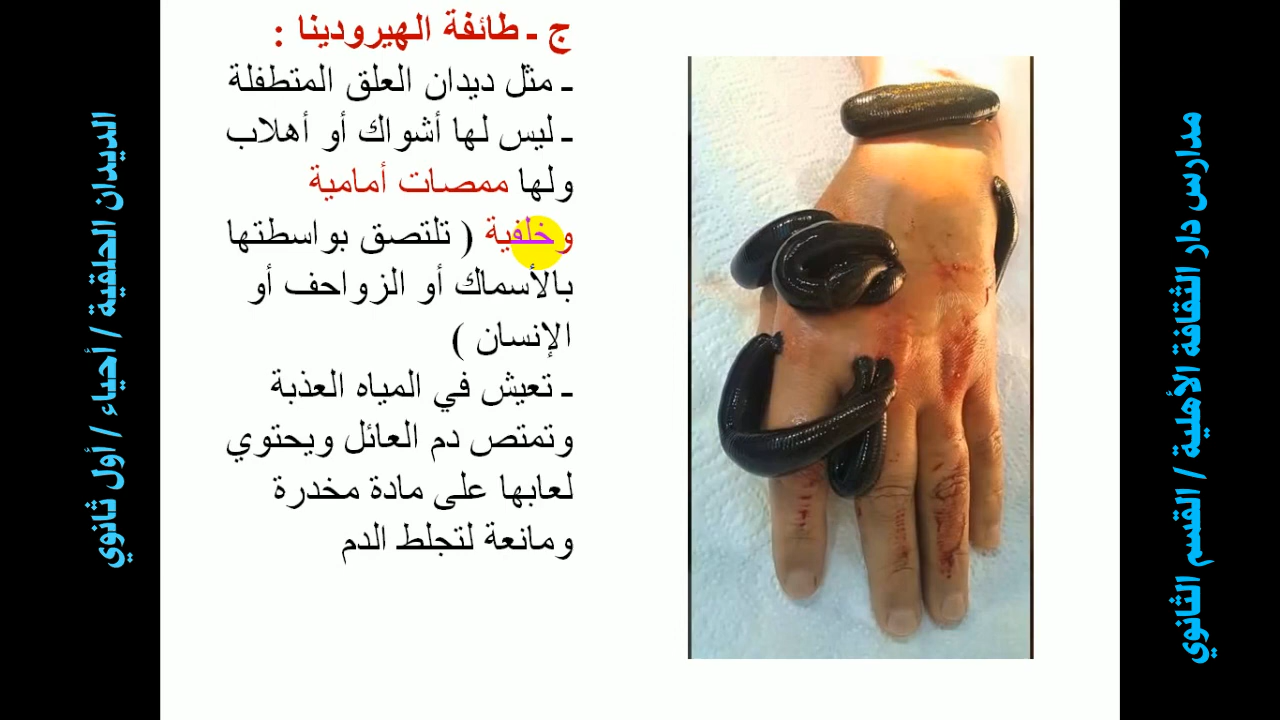 ج ـ طائفة الهيرودينا :
ـ مثل ديدان العلق المتطفلة
ـ ليس لها أشواك أو أهلاب
ولها ممصات أمامية
وخلفية ( تلتصق بواسطتها
بالأسماك أو الزواحف أو
الإنسان )
ـ تعيش في المياه العذبة
وتمتص دم العائل ويحتوي
لعابها على مادة مخدرة
ومانعة لتجلط الدم
مدارس دار الثقافة الأهلية / القسم الثانوي
الديدان الحلقية / أحياء / أول ثانوي